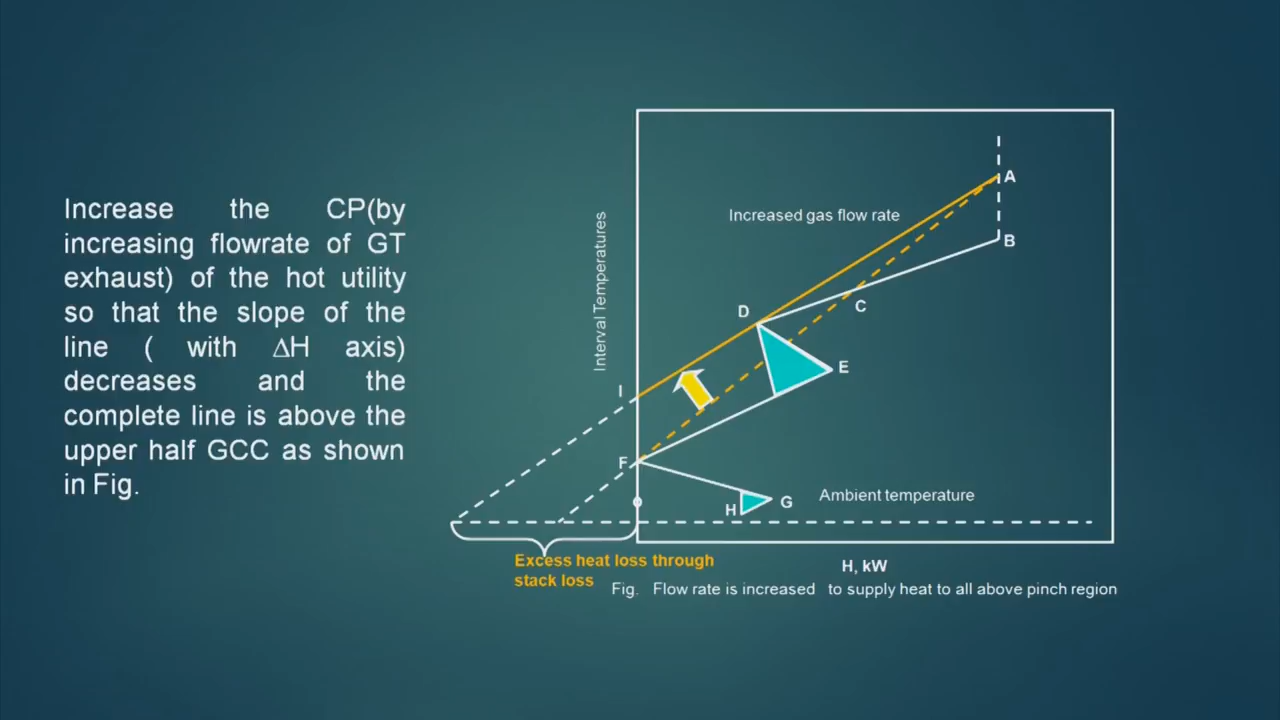 Increase the CP(by
increasing flowrate of GT
exhaust) of the hot utility
so that the slope of the
line ( with ∆H axis)
decreases and the
complete line is above the
upper half GCC as shown
in Fig.
Interval Temperatures
Increased gas flow rate
A
B
C
D
E
I
F
G
H
Ambient temperature
Excess heat loss through
stack loss
H, kW
Fig. Flow rate is increased to supply heat to all above pinch region